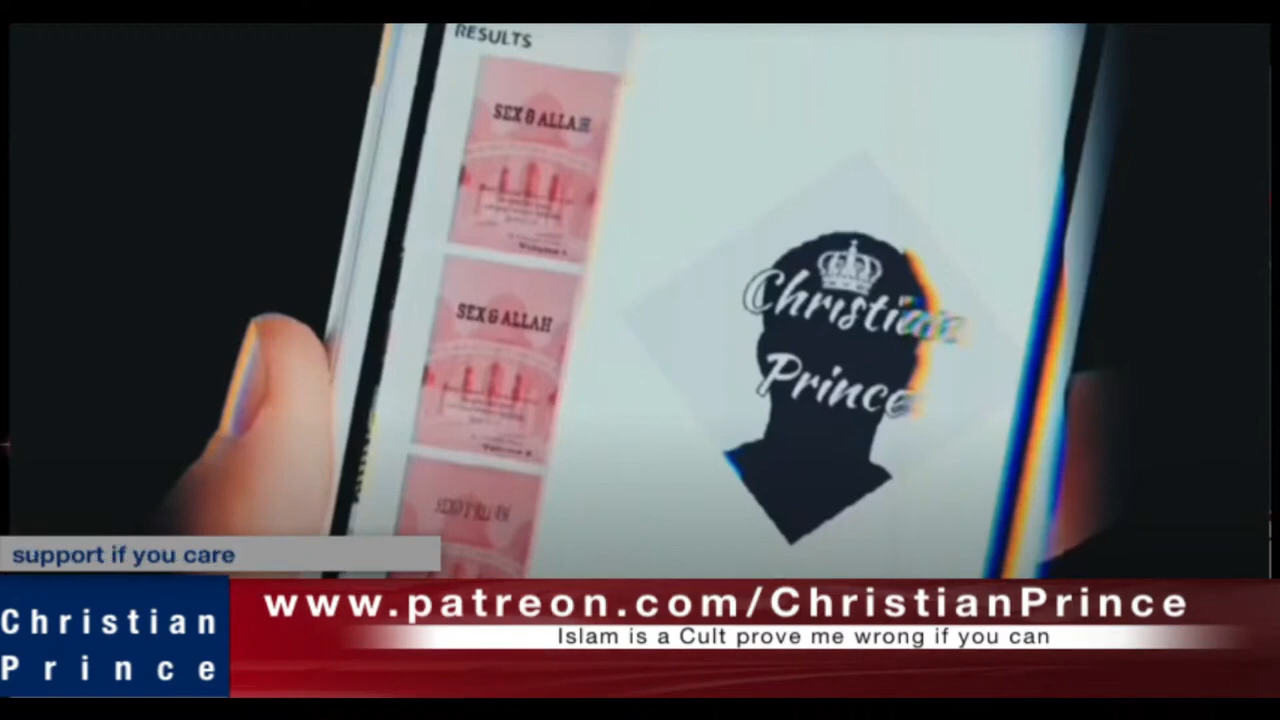 RESULTS
SEX & ALLAH
SEX & ALLAH
Christian
Prince
support if you care
Christian
Prince
www.patreon.com/ChristianPrince
Islam is a Cult prove me wrong if you can